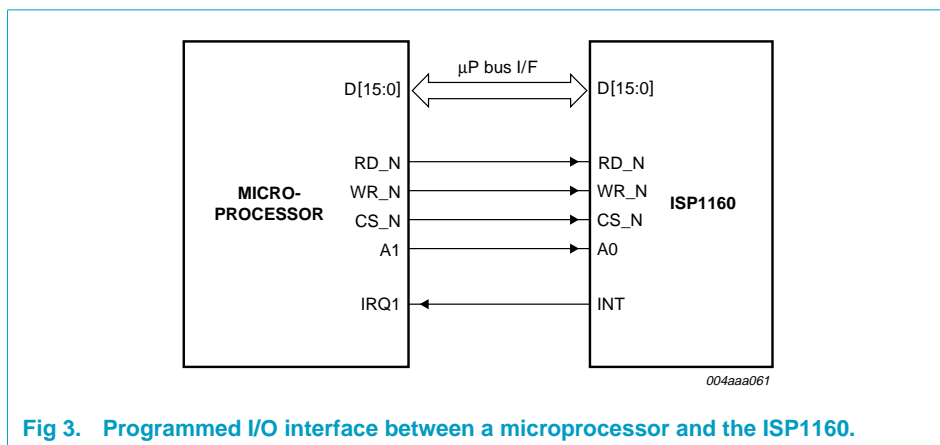 µP bus I/F
D[15:0] D[15:0]
RD_N RD_N
MICRO-
PROCESSOR
WR_N WR_N
ISP1160
CS_N CS_N
A1 A0
IRQ1 INT
004aaa061
Fig 3. Programmed I/O interface between a microprocessor and the ISP1160.